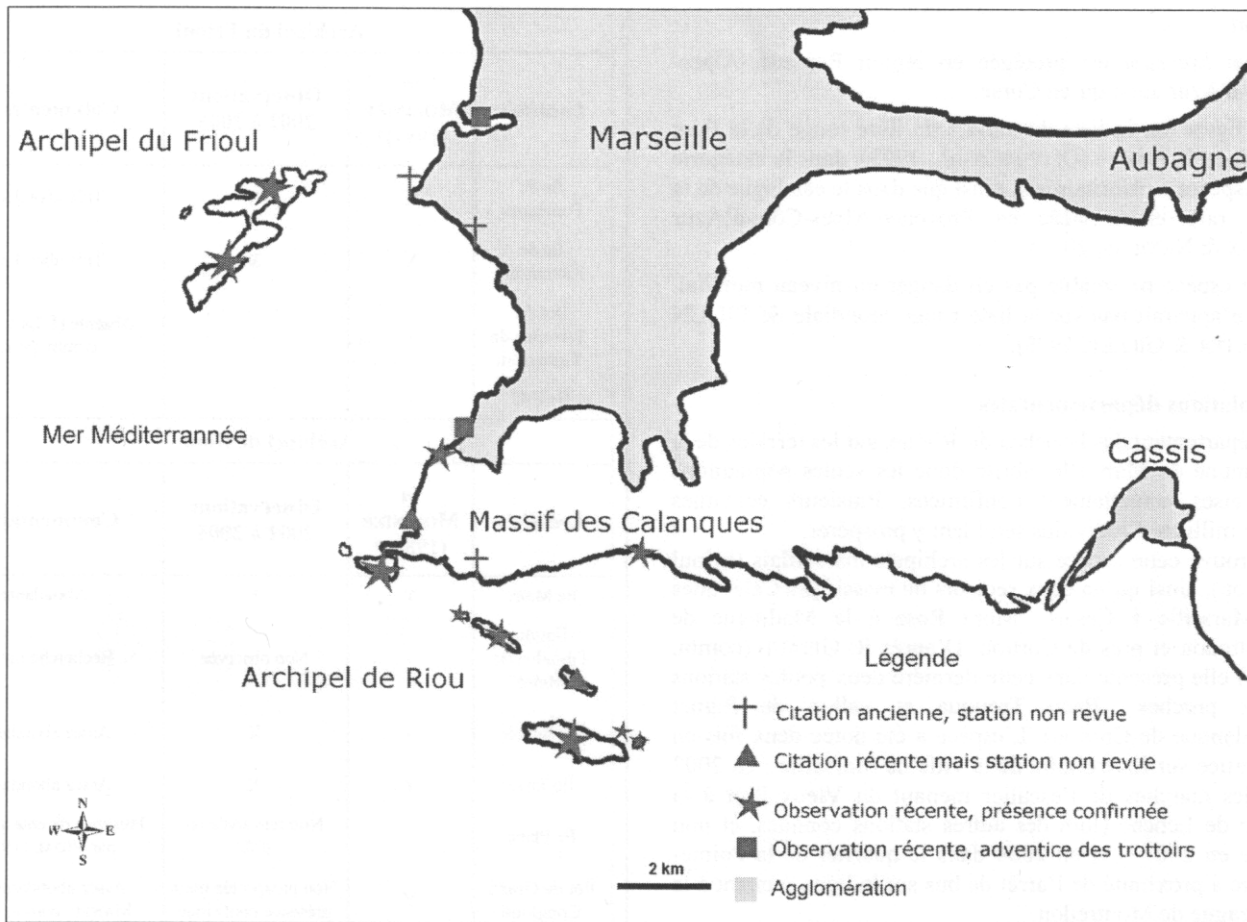 Archipel du Frioul
Marseille
Aubagne
Mer Méditerrannée
Cassis
Massif des Calanques
Archipel de Riou
Légende
Citation ancienne, station non revue
Citation récente mais station non revue
Observation récente, présence confirmée
Observation récente, adventice des trottoirs
Agglomération
2 km
N
W E
S